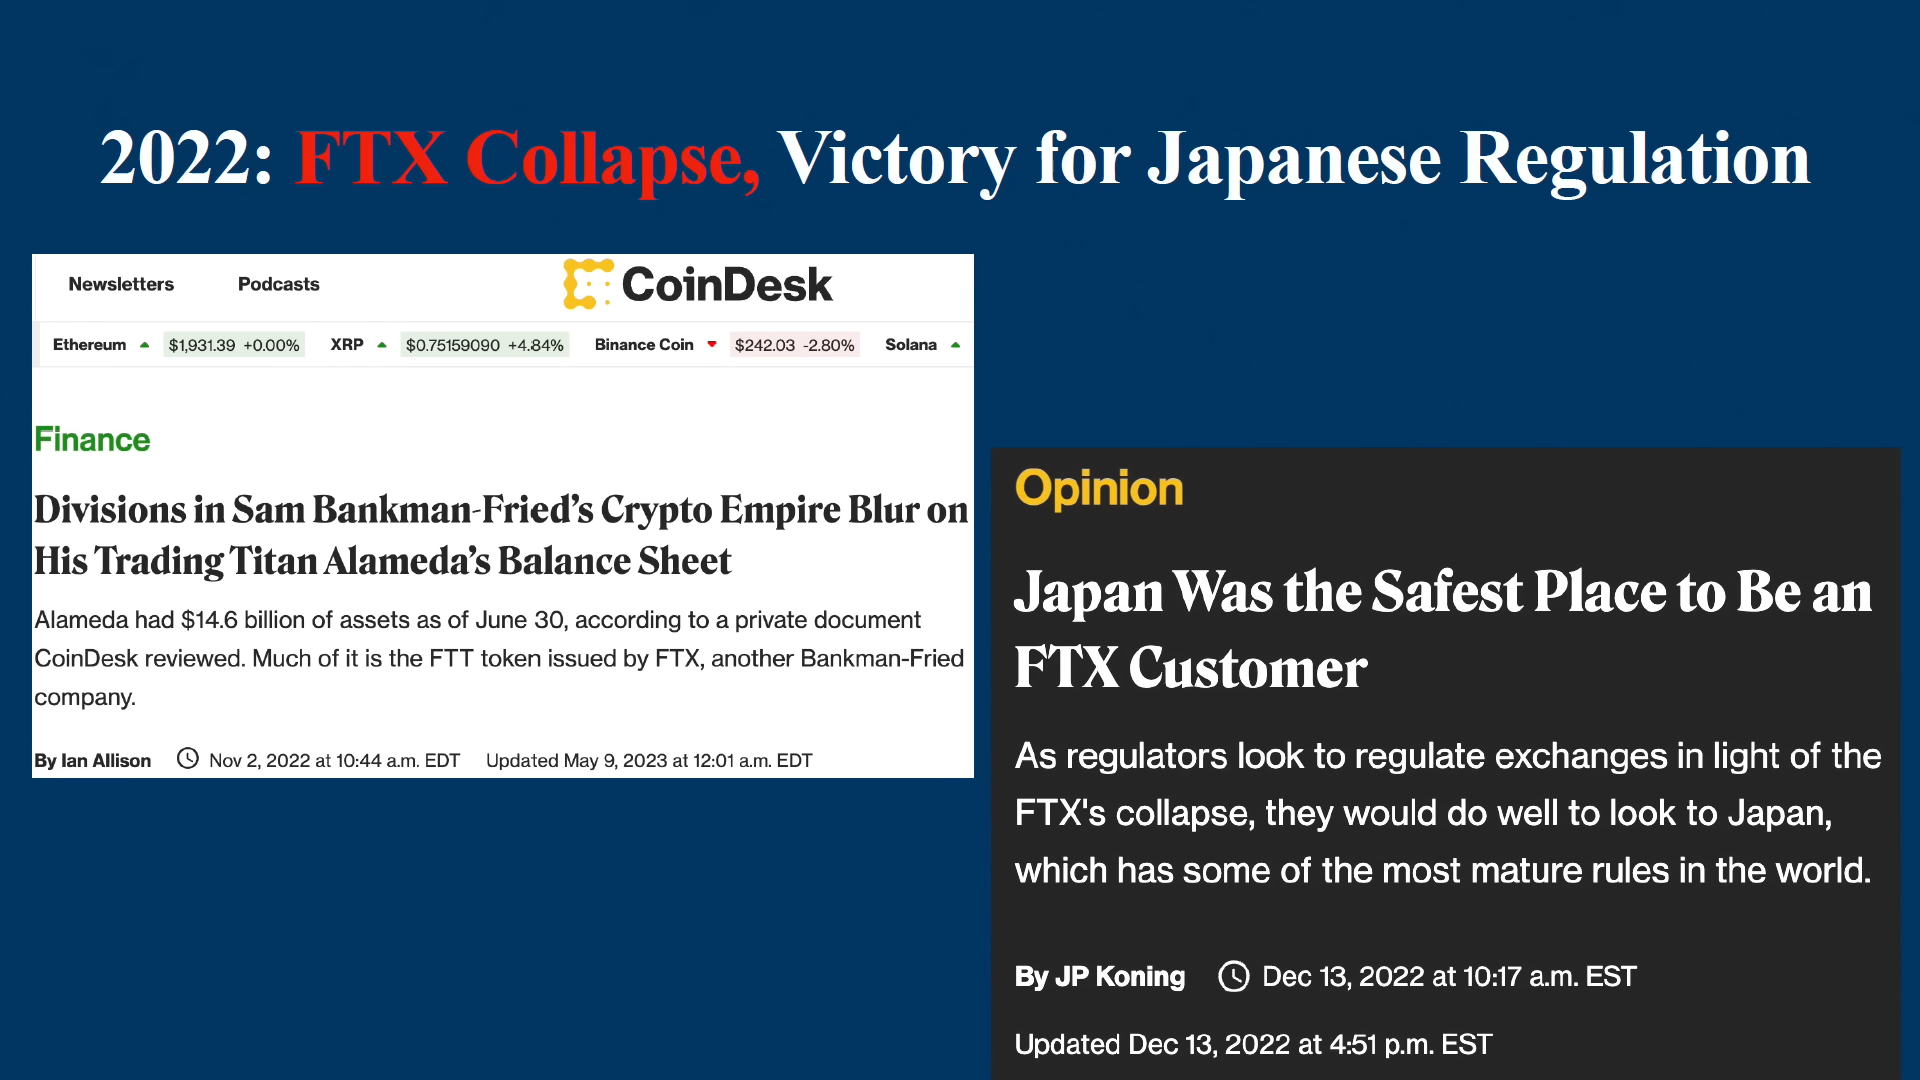 2022: FTX Collapse, Victory for Japanese Regulation
Newsletters Podcasts CoinDesk
Ethereum $1,931.39 +0.00% XRP $0.75159090 +4.84% Binance Coin $242.03 -2.80% Solana
Finance
Divisions in Sam Bankman-Fried’s Crypto Empire Blur on
His Trading Titan Alameda’s Balance Sheet
Alameda had $14.6 billion of assets as of June 30, according to a private document
CoinDesk reviewed. Much of it is the FTT token issued by FTX, another Bankman-Fried
company.
By Ian Allison Nov 2, 2022 at 10:44 a.m. EDT Updated May 9, 2023 at 12:01 a.m. EDT
Opinion
Japan Was the Safest Place to Be an
FTX Customer
As regulators look to regulate exchanges in light of the
FTX's collapse, they would do well to look to Japan,
which has some of the most mature rules in the world.
By JP Koning Dec 13, 2022 at 10:17 a.m. EST
Updated Dec 13, 2022 at 4:51 p.m. EST